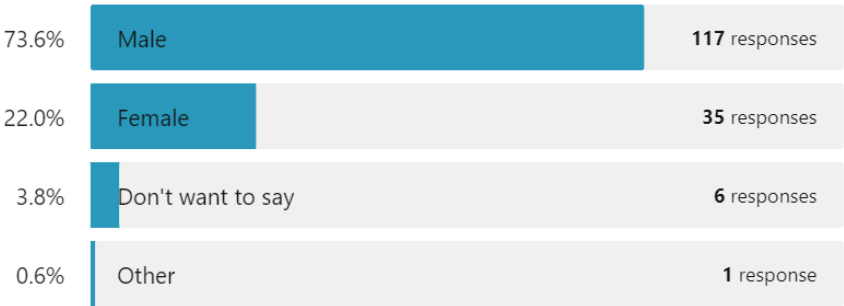 73.6% Male 117 responses
22.0% Female 35 responses
3.8% Don't want to say 6 responses
0.6% Other 1 response